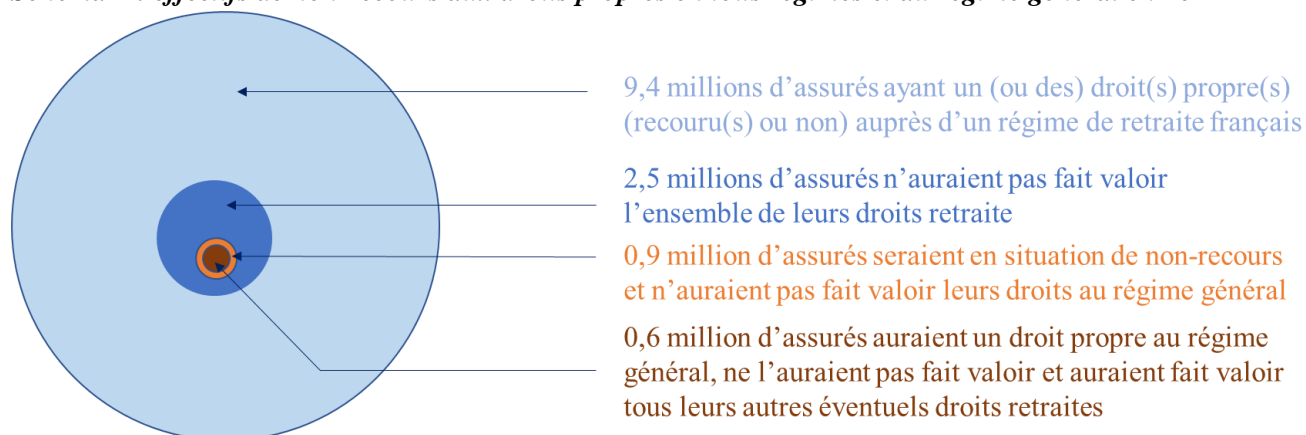 9,4 millions d’assurés ayant un (ou des) droit(s) propre(s)
(recouru(s) ou non) auprès d’un régime de retraite français
2,5 millions d’assurés n’auraient pas fait valoir
l’ensemble de leurs droits retraite
0,9 million d’assurés seraient en situation de non-recours
et n’auraient pas fait valoir leurs droits au régime général
0,6 million d’assurés auraient un droit propre au régime
général, ne l’auraient pas fait valoir et auraient fait valoir
tous leurs autres éventuels droits retraites